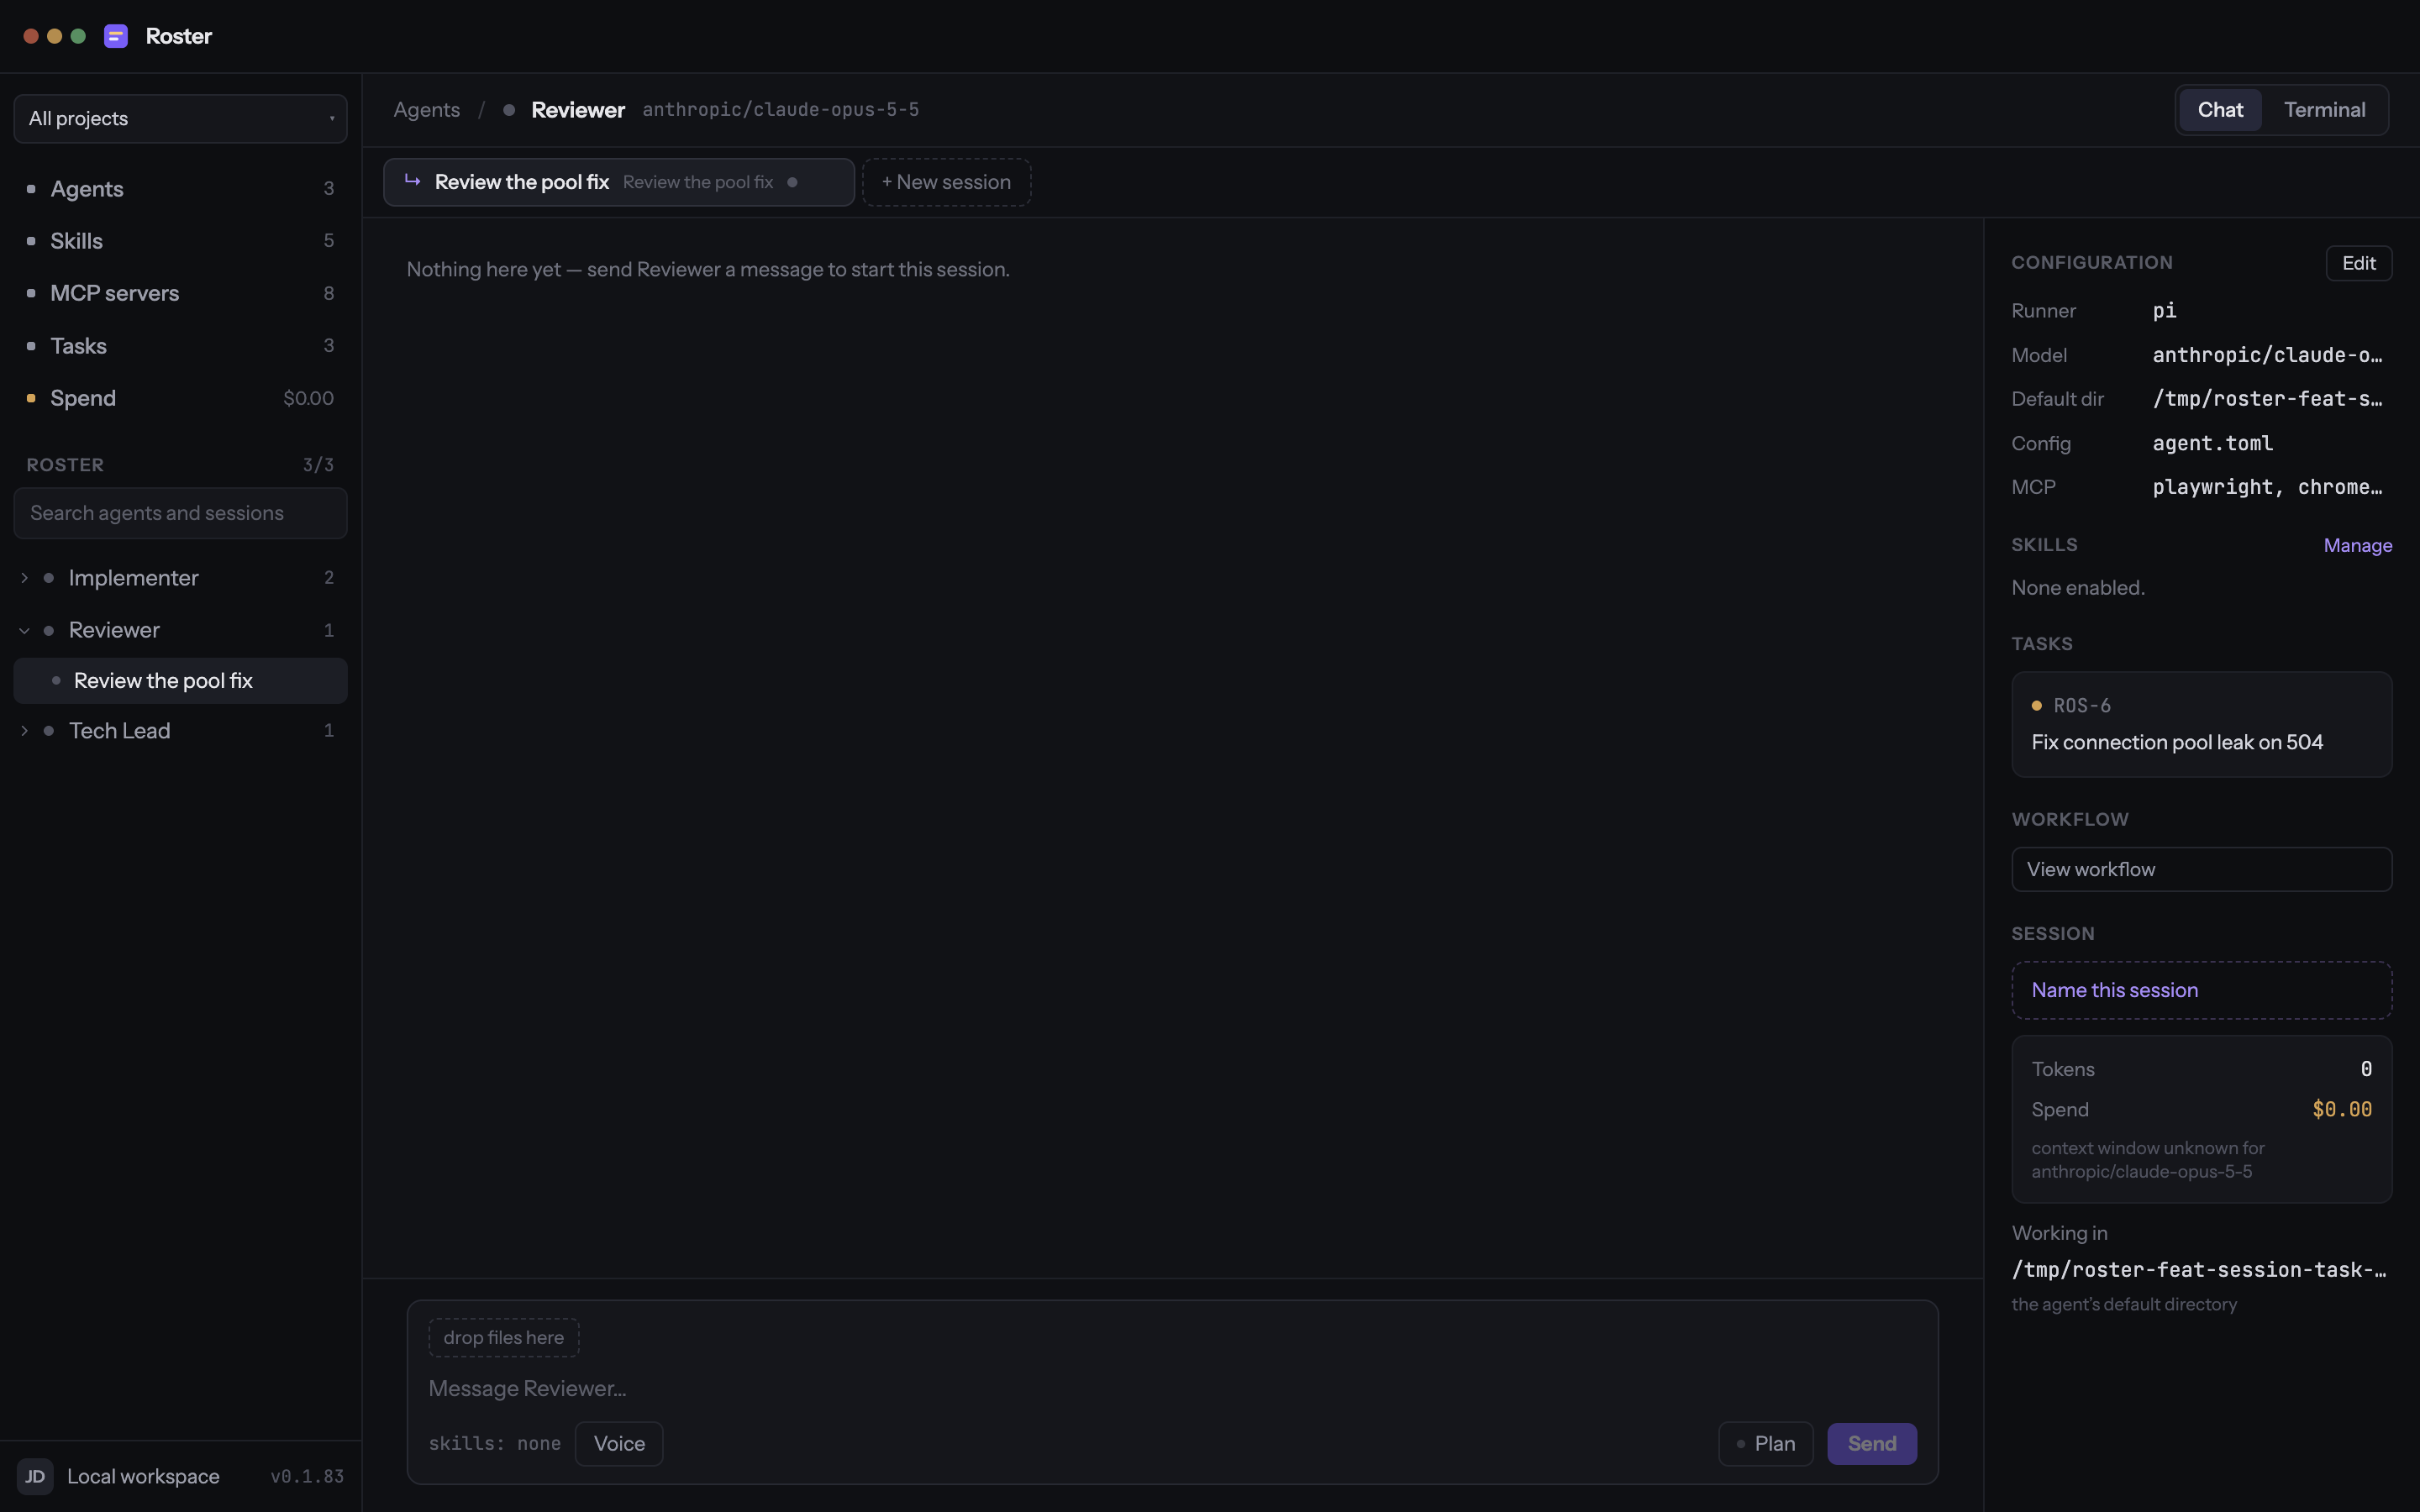 Roster
All projects
Agents 3
Skills 5
MCP servers 8
Tasks 3
Spend $0.00
ROSTER 3/3
Search agents and sessions
Implementer 2
Reviewer 1
Review the pool fix
Tech Lead 1
JD Local workspace v0.1.83
Agents / Reviewer anthropic/claude-opus-5-5
Chat Terminal
Review the pool fix Review the pool fix + New session
Nothing here yet — send Reviewer a message to start this session.
drop files here
Message Reviewer…
skills: none Voice Plan Send
CONFIGURATION Edit
Runner pi
Model anthropic/claude-o…
Default dir /tmp/roster-feat-s…
Config agent.toml
MCP playwright, chrome…
SKILLS Manage
None enabled.
TASKS
ROS-6
Fix connection pool leak on 504
WORKFLOW
View workflow
SESSION
Name this session
Tokens 0
Spend $0.00
context window unknown for
anthropic/claude-opus-5-5
Working in
/tmp/roster-feat-session-task-…
the agent’s default directory